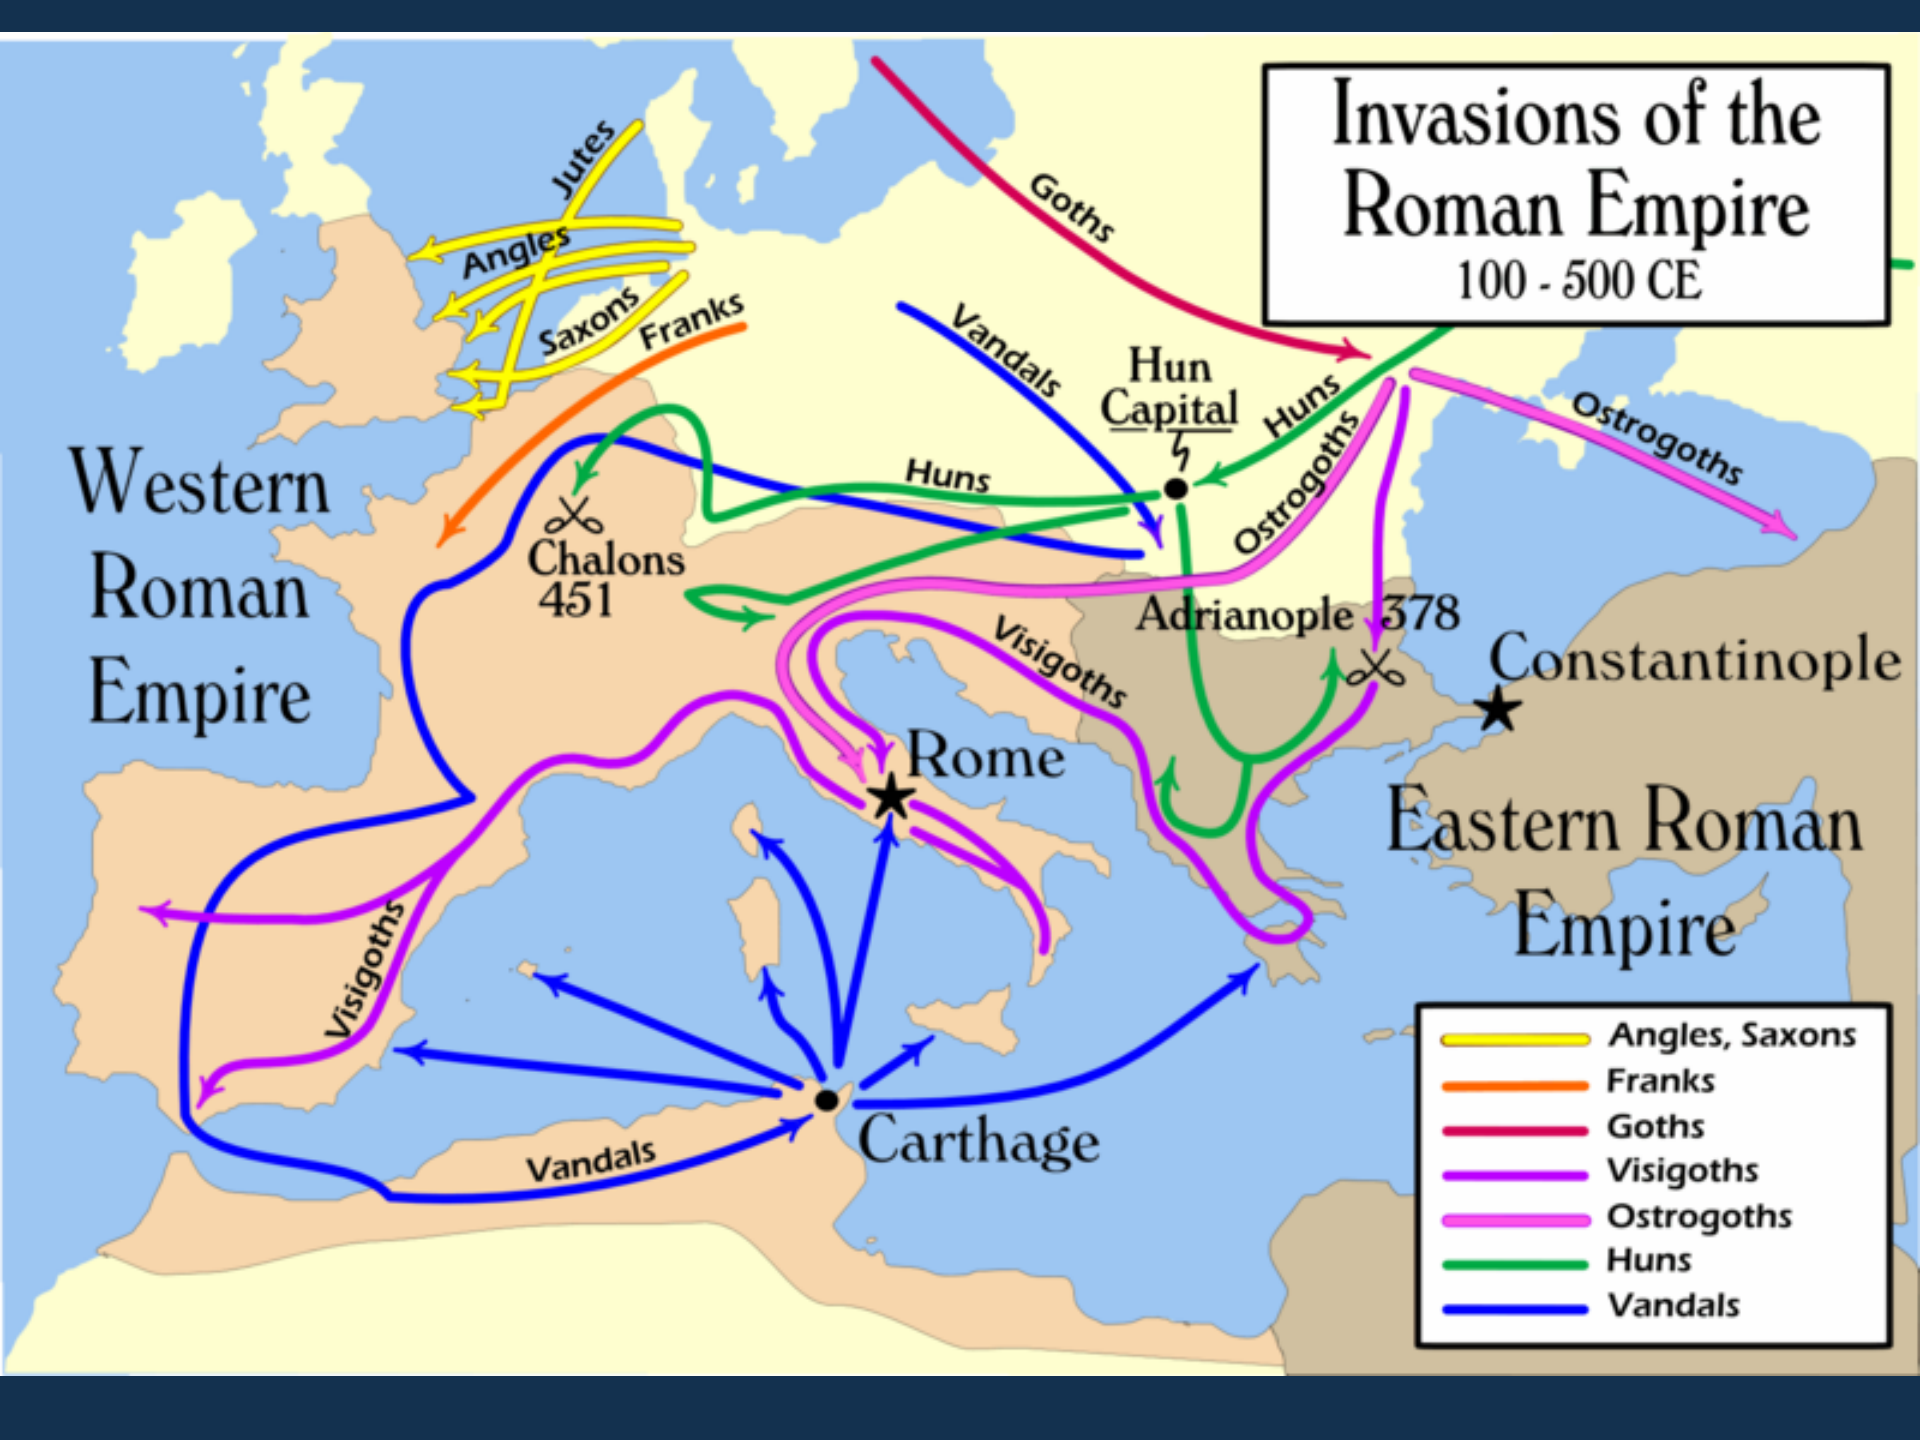 Invasions of the
Roman Empire
100 - 500 CE
Jutes
Angles
Saxons
Franks
Goths
Vandals
Hun
Capital
Huns
Ostrogoths
Ostrogoths
Huns
Western
Roman
Empire
Chalons
451
Adrianople 378
Constantinople
Visigoths
Rome
Eastern Roman
Empire
Visigoths
Carthage
Vandals
Angles, Saxons
Franks
Goths
Visigoths
Ostrogoths
Huns
Vandals